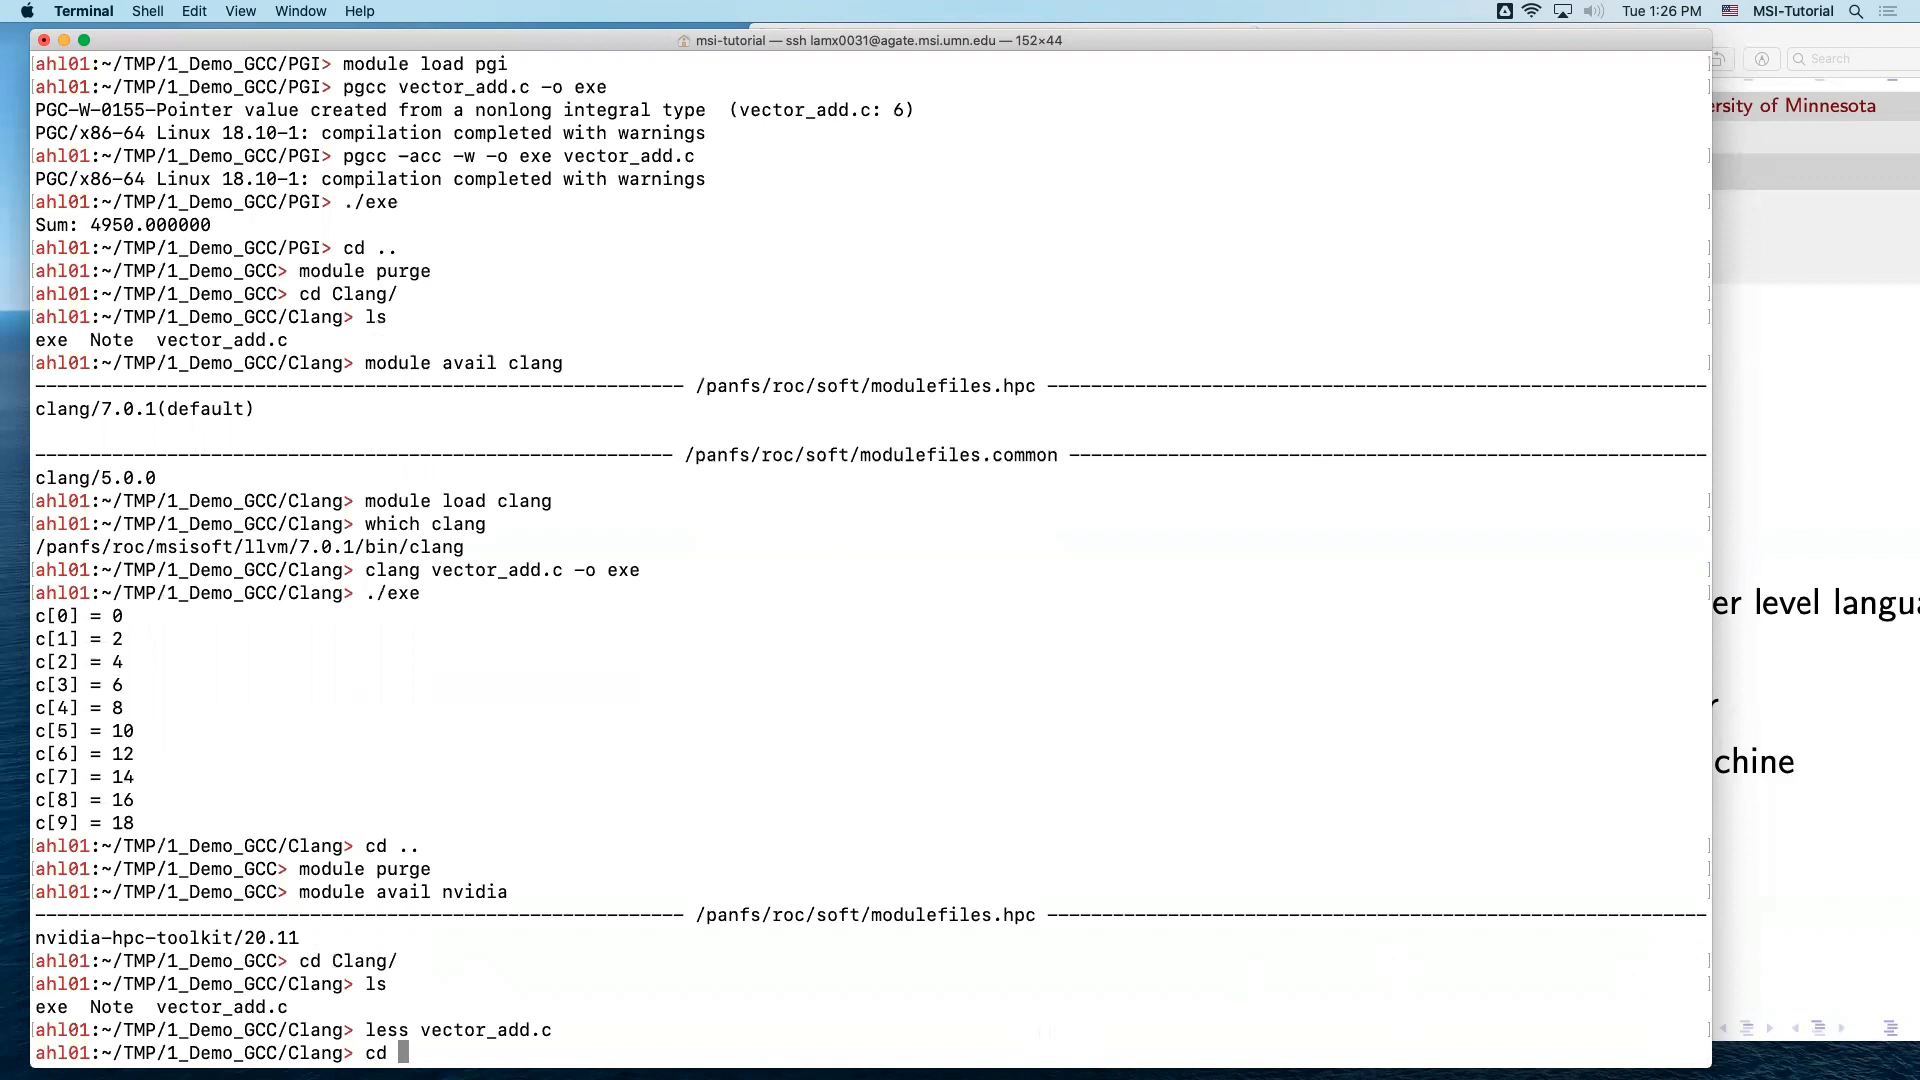 Terminal Shell Edit View Window Help Tue 1:26 PM MSI-Tutorial
msi-tutorial — ssh lamx0031@agate.msi.umn.edu — 152×44
Search
ahl01:~/TMP/1_Demo_GCC/PGI> module load pgi
ahl01:~/TMP/1_Demo_GCC/PGI> pgcc vector_add.c -o exe
ersity of Minnesota
PGC-W-0155-Pointer value created from a nonlong integral type  (vector_add.c: 6)
PGC/x86-64 Linux 18.10-1: compilation completed with warnings
ahl01:~/TMP/1_Demo_GCC/PGI> pgcc -acc -w -o exe vector_add.c
PGC/x86-64 Linux 18.10-1: compilation completed with warnings
ahl01:~/TMP/1_Demo_GCC/PGI> ./exe
Sum: 4950.000000
ahl01:~/TMP/1_Demo_GCC/PGI> cd ..
ahl01:~/TMP/1_Demo_GCC> module purge
ahl01:~/TMP/1_Demo_GCC> cd Clang/
ahl01:~/TMP/1_Demo_GCC/Clang> ls
exe  Note  vector_add.c
ahl01:~/TMP/1_Demo_GCC/Clang> module avail clang
----------------------------------------------------------- /panfs/roc/soft/modulefiles.hpc ------------------------------------------------------------
clang/7.0.1(default)
---------------------------------------------------------- /panfs/roc/soft/modulefiles.common ----------------------------------------------------------
clang/5.0.0
ahl01:~/TMP/1_Demo_GCC/Clang> module load clang
ahl01:~/TMP/1_Demo_GCC/Clang> which clang
/panfs/roc/msisoft/llvm/7.0.1/bin/clang
ahl01:~/TMP/1_Demo_GCC/Clang> clang vector_add.c -o exe
ahl01:~/TMP/1_Demo_GCC/Clang> ./exe
er level langua
c[0] = 0
c[1] = 2
c[2] = 4
c[3] = 6
c[4] = 8
c[5] = 10
c[6] = 12
chine
c[7] = 14
c[8] = 16
c[9] = 18
ahl01:~/TMP/1_Demo_GCC/Clang> cd ..
ahl01:~/TMP/1_Demo_GCC> module purge
ahl01:~/TMP/1_Demo_GCC> module avail nvidia
----------------------------------------------------------- /panfs/roc/soft/modulefiles.hpc ------------------------------------------------------------
nvidia-hpc-toolkit/20.11
ahl01:~/TMP/1_Demo_GCC> cd Clang/
ahl01:~/TMP/1_Demo_GCC/Clang> ls
exe  Note  vector_add.c
ahl01:~/TMP/1_Demo_GCC/Clang> less vector_add.c
ahl01:~/TMP/1_Demo_GCC/Clang> cd